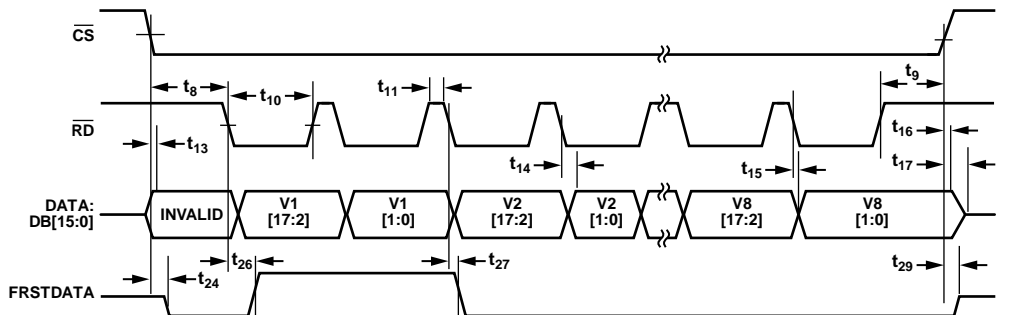 CS
t8
t9
t10
t11
RD
t13
t14
t15
t16
t17
DATA:
DB[15:0]
INVALID
V1
[17:2]
V1
[1:0]
V2
[17:2]
V2
[1:0]
V8
[17:2]
V8
[1:0]
t24
t26
t27
t29
FRSTDATA